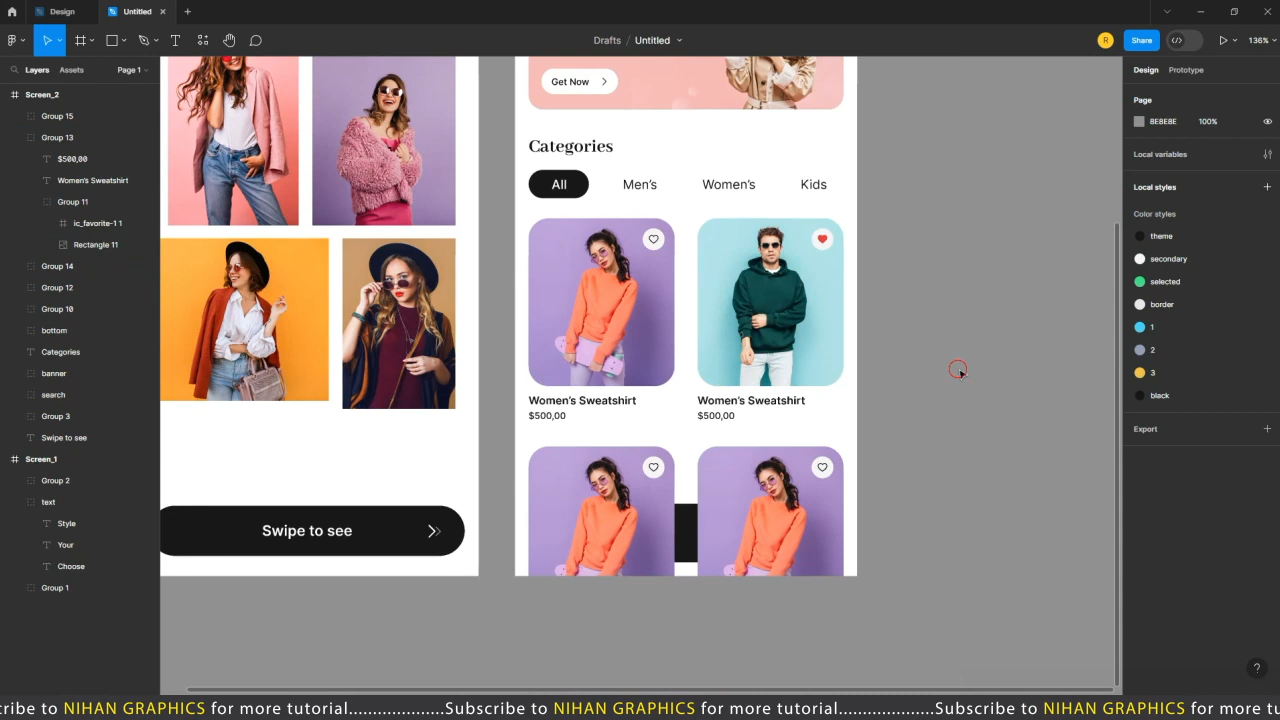 Design
Untitled
Drafts / Untitled
R
Share
136%
Layers
Assets
Page 1
Screen_2
Group 15
Group 13
$500,00
Women's Sweatshirt
Group 11
ic_favorite-1 1
Rectangle 11
Group 14
Group 12
Group 10
bottom
Categories
banner
search
Group 3
Swipe to see
Screen_1
Group 2
text
Style
Your
Choose
Group 1
Swipe to see
Get Now
Categories
All
Men's
Women's
Kids
Women's Sweatshirt
$500,00
Women's Sweatshirt
$500,00
Design
Prototype
Page
8E8E8E
100%
Local variables
Local styles
Color styles
theme
secondary
selected
border
1
2
3
black
Export
?
cribe to NIHAN GRAPHICS for more tutorial....................Subscribe to NIHAN GRAPHICS for more tutorial....................Subscribe to NIHAN GRAPHICS for more tu